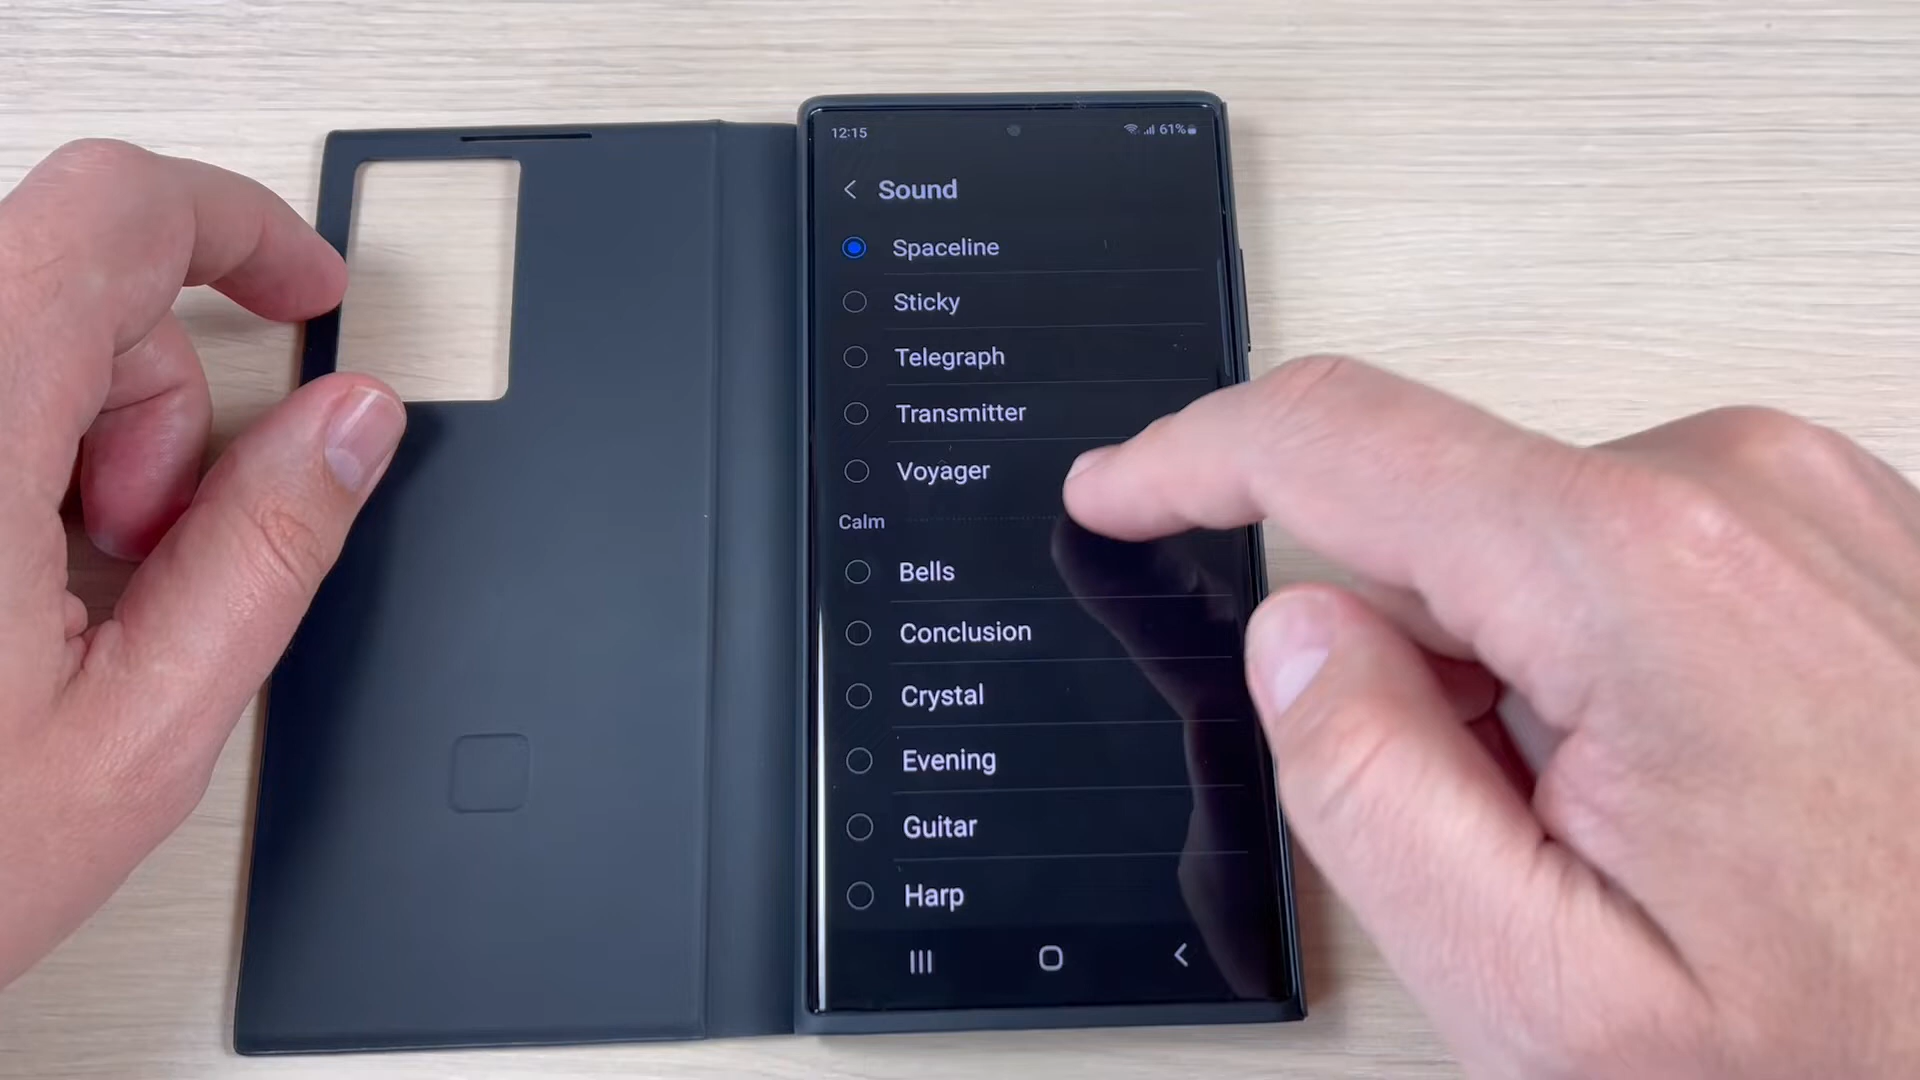 12:15
61%
Sound
Spaceline
Sticky
Telegraph
Transmitter
Voyager
Calm
Bells
Conclusion
Crystal
Evening
Guitar
Harp